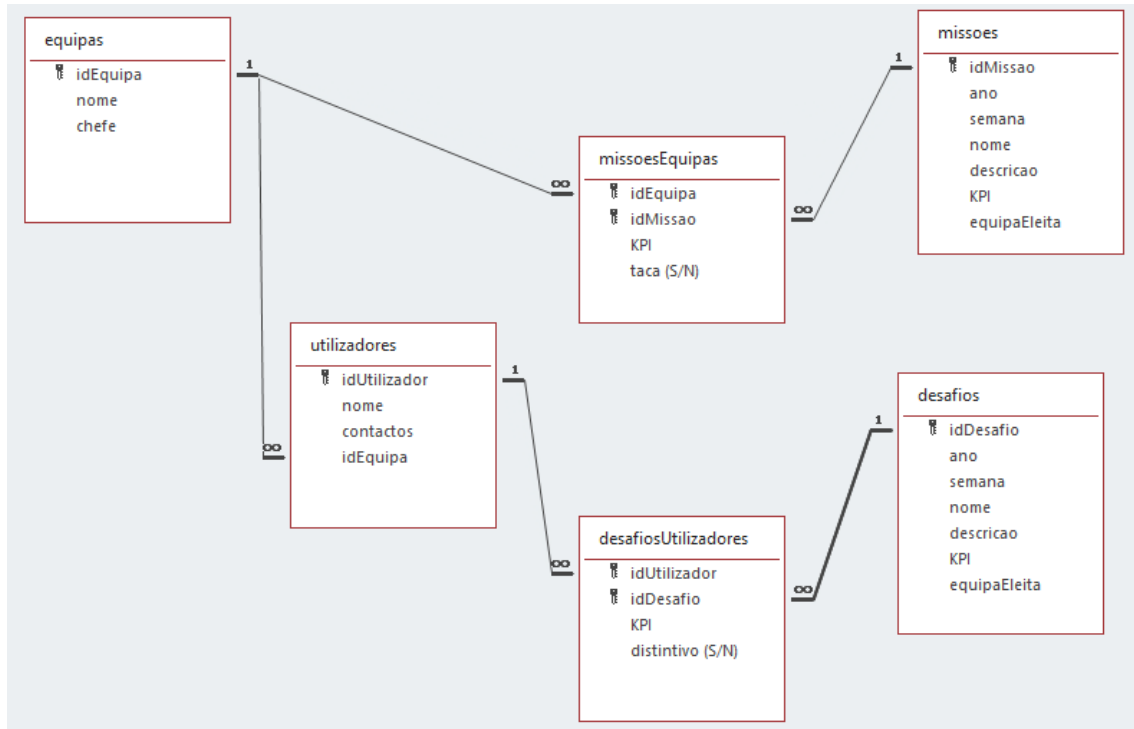 equipas
idEquipa
nome
chefe
1
∞
∞
missoesEquipas
idEquipa
idMissao
KPI
taca (S/N)
∞
1
missoes
idMissao
ano
semana
nome
descricao
KPI
equipaEleita
utilizadores
idUtilizador
nome
contactos
idEquipa
1
∞
desafiosUtilizadores
idUtilizador
idDesafio
KPI
distintivo (S/N)
∞
1
desafios
idDesafio
ano
semana
nome
descricao
KPI
equipaEleita